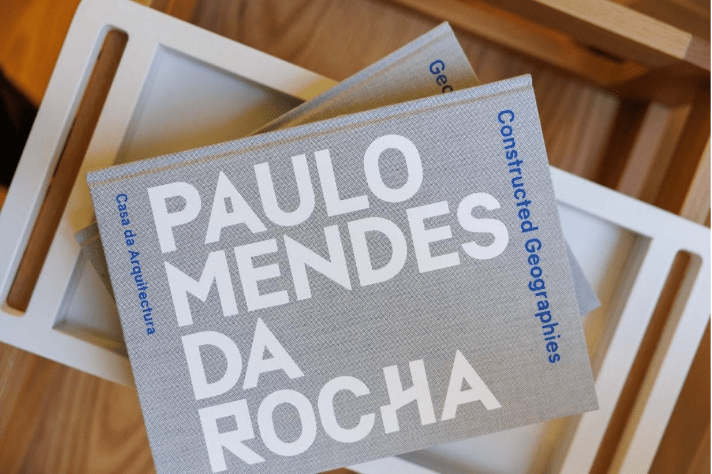 PAULO
MENDES
DA
ROCHA
Constructed Geographies
Casa da Arquitectura